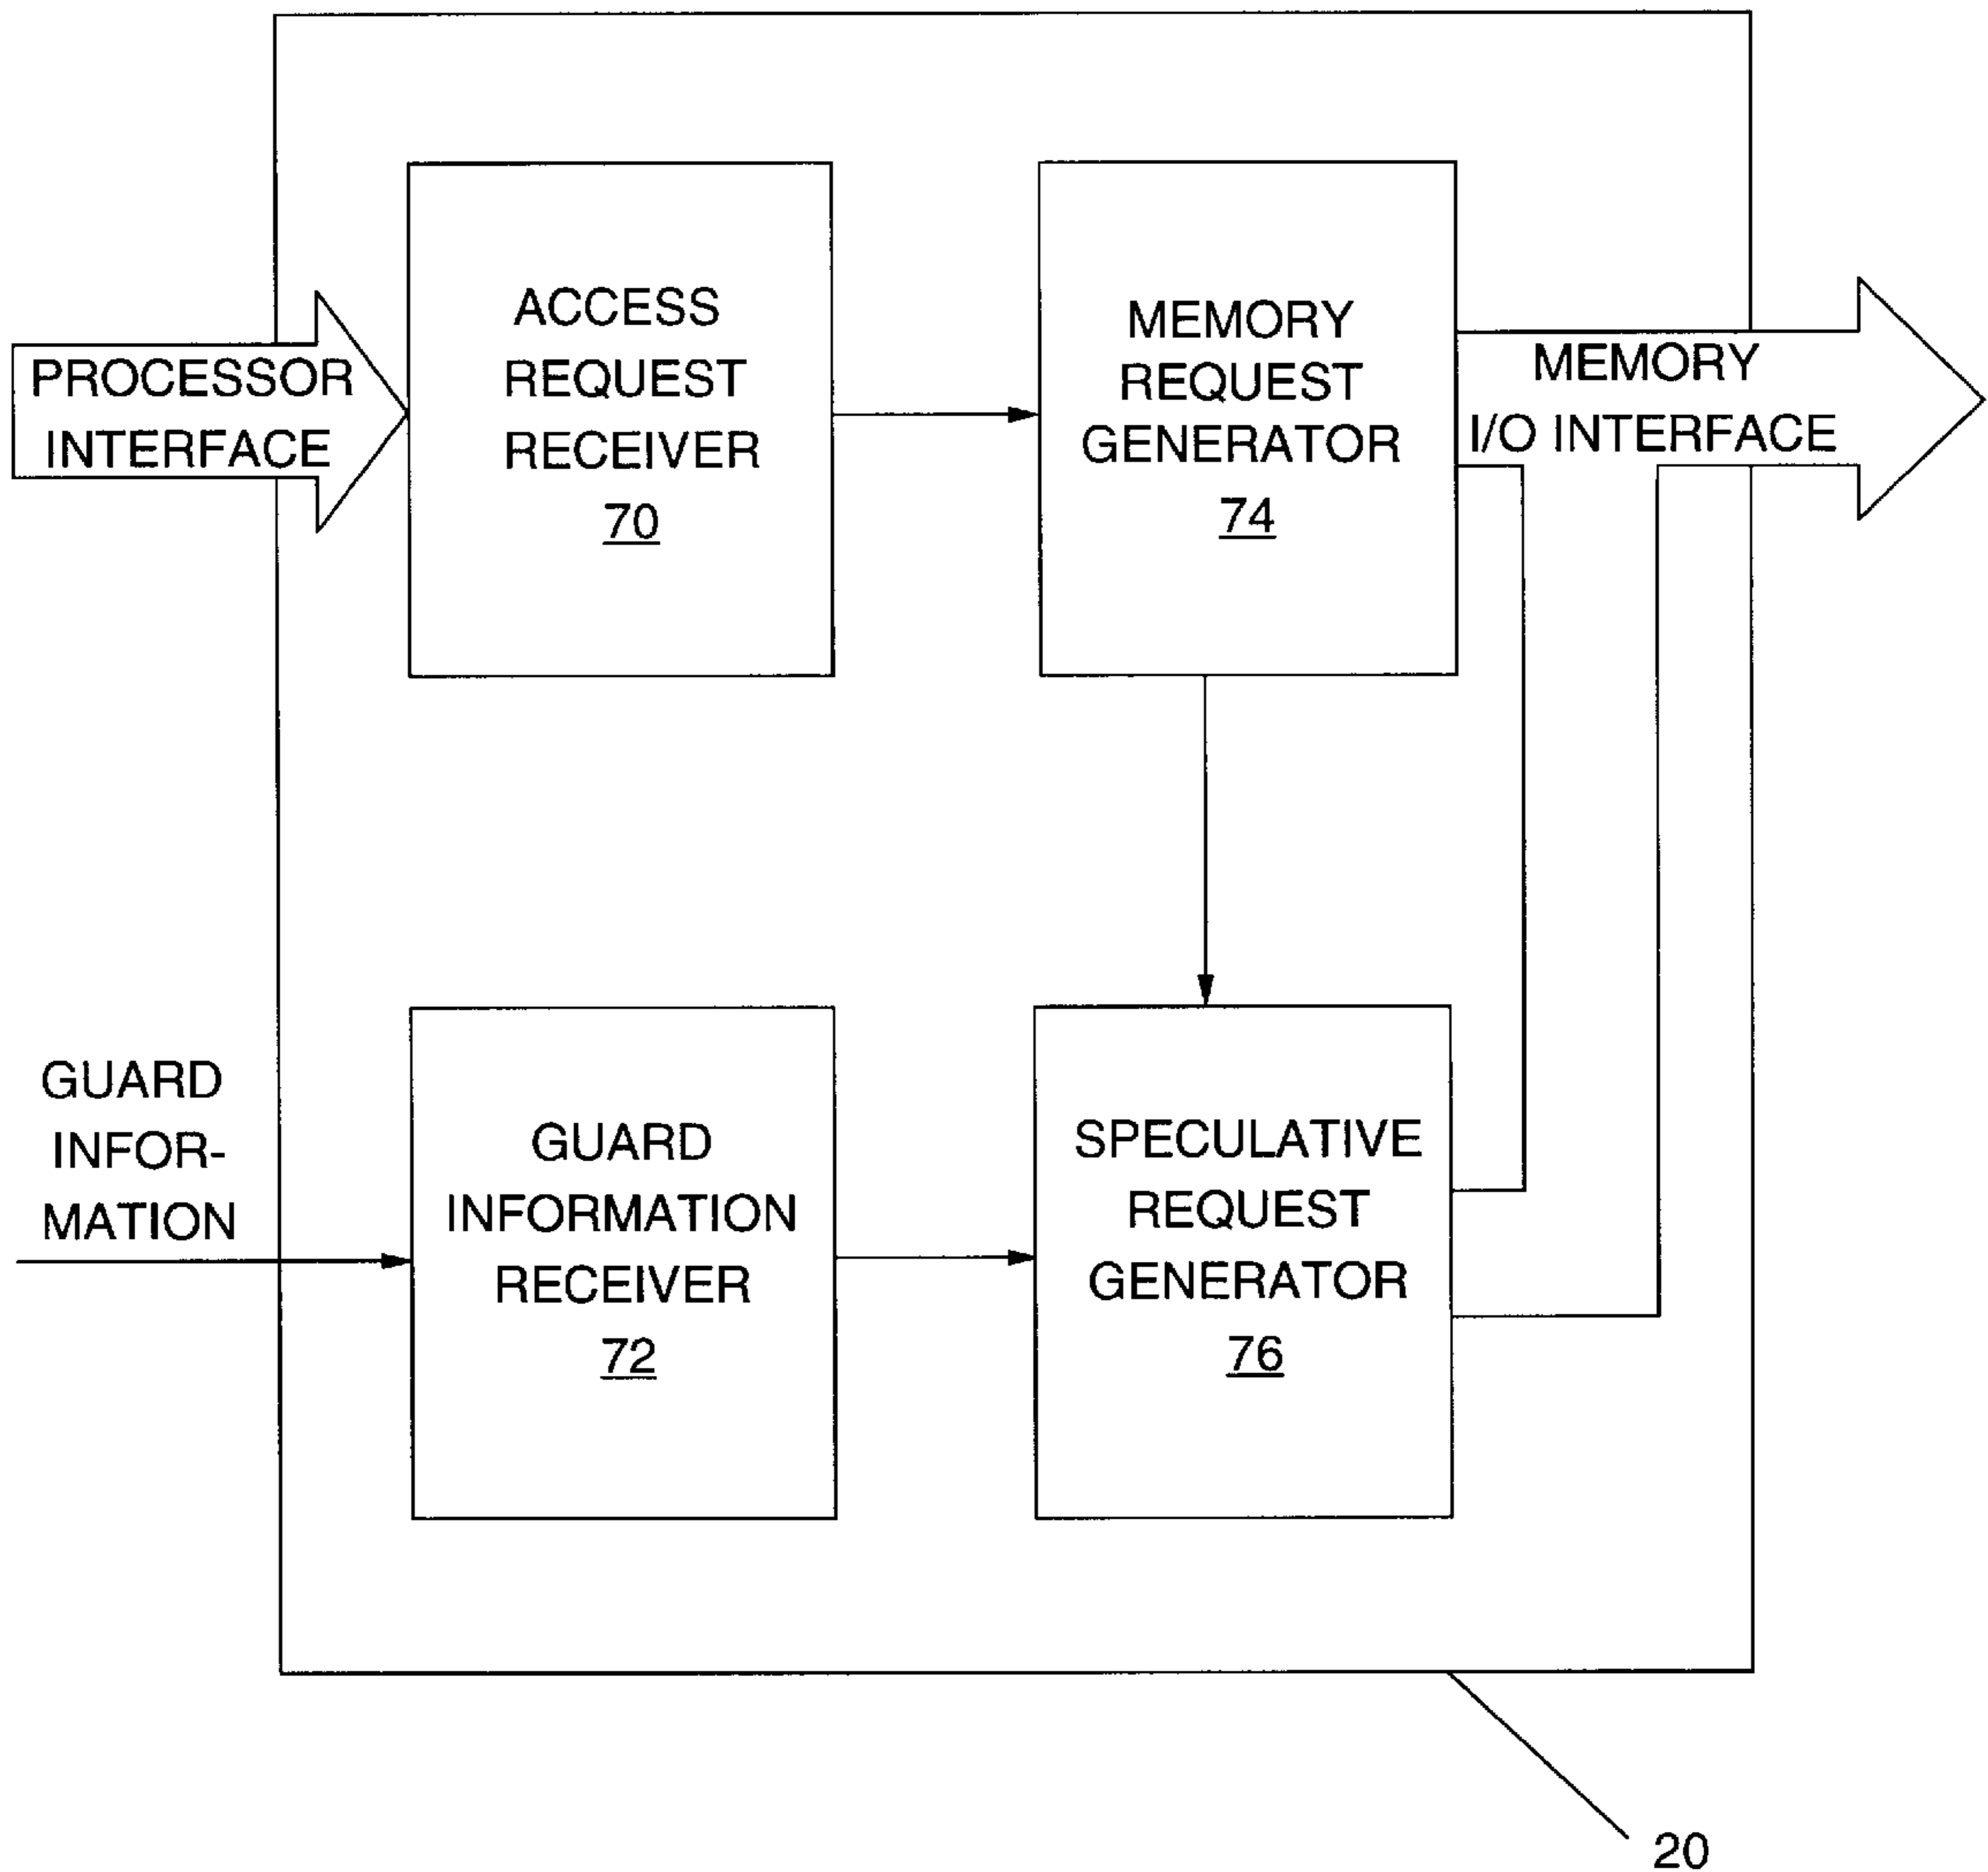 PROCESSOR
INTERFACE
ACCESS
REQUEST
RECEIVER
70
MEMORY
REQUEST
GENERATOR
74
MEMORY
I/O INTERFACE
GUARD
INFOR-
MATION
GUARD
INFORMATION
RECEIVER
72
SPECULATIVE
REQUEST
GENERATOR
76
20